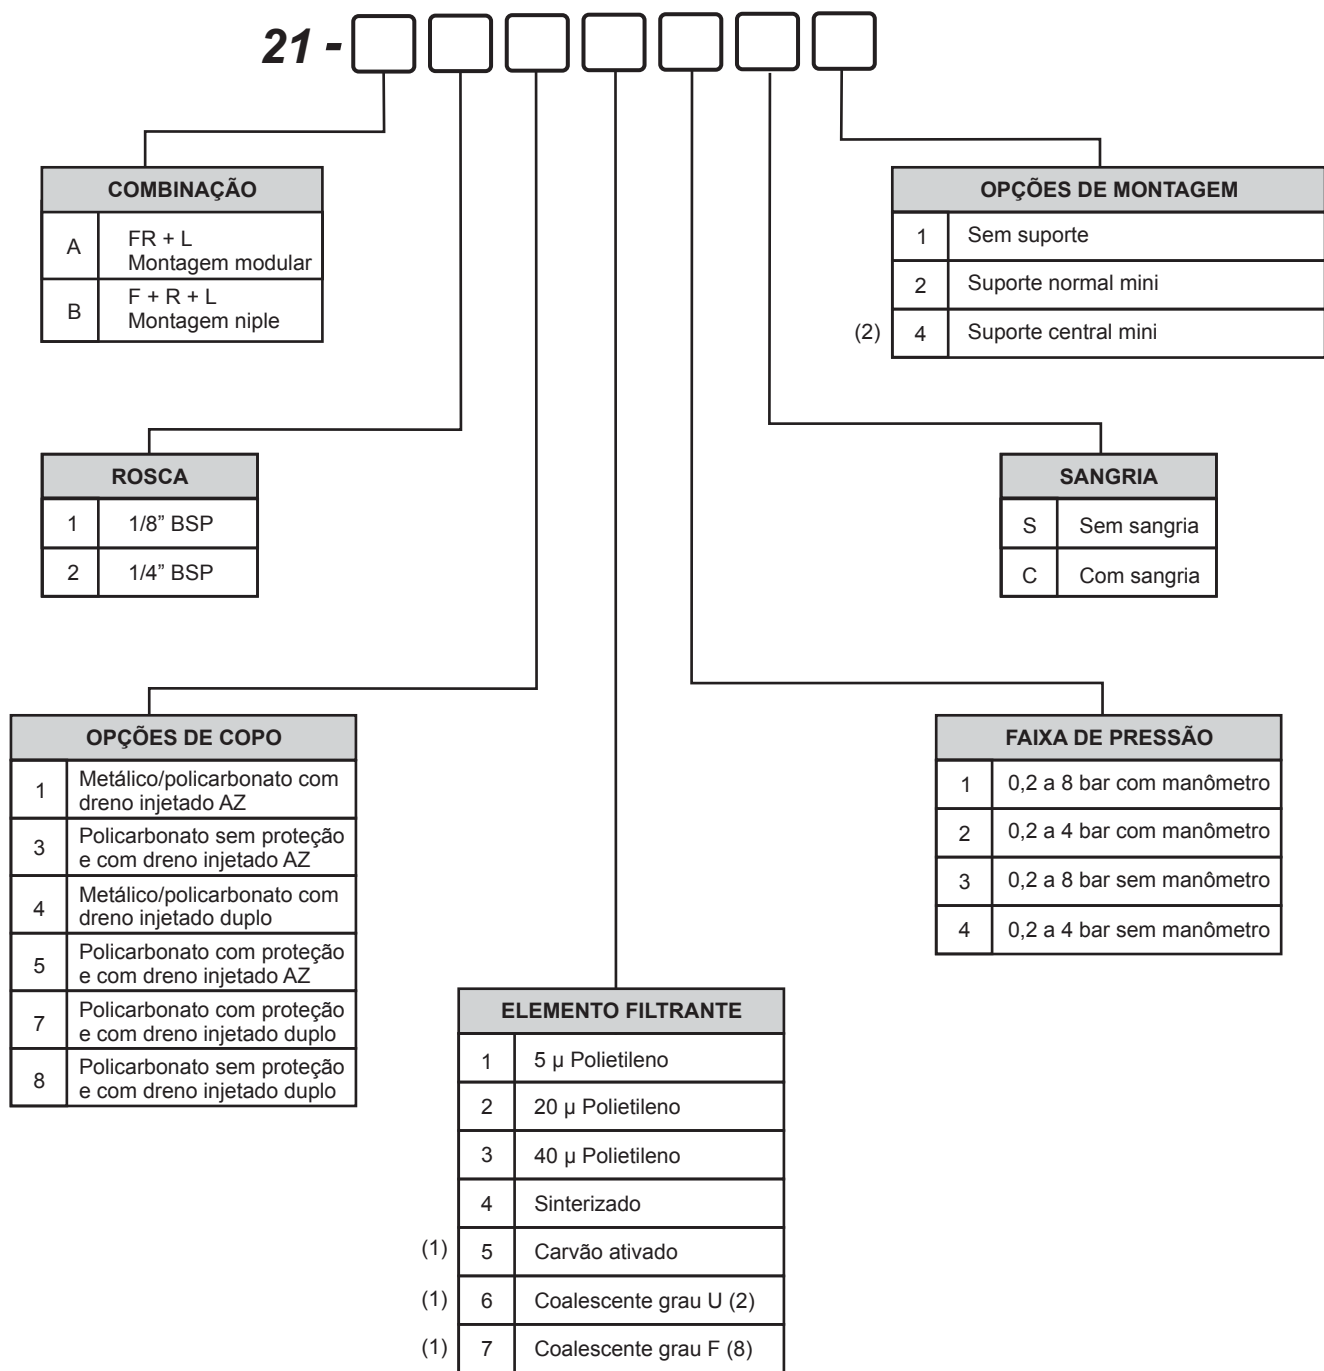 21 -
COMBINAÇÃO
A FR + L
Montagem modular
B F + R + L
Montagem niple
OPÇÕES DE MONTAGEM
1 Sem suporte
2 Suporte normal mini
(2) 4 Suporte central mini
ROSCA
1 1/8” BSP
2 1/4” BSP
SANGRIA
S Sem sangria
C Com sangria
OPÇÕES DE COPO
1 Metálico/policarbonato com
dreno injetado AZ
3 Policarbonato sem proteção
e com dreno injetado AZ
4 Metálico/policarbonato com
dreno injetado duplo
5 Policarbonato com proteção
e com dreno injetado AZ
7 Policarbonato com proteção
e com dreno injetado duplo
8 Policarbonato sem proteção
e com dreno injetado duplo
FAIXA DE PRESSÃO
1 0,2 a 8 bar com manômetro
2 0,2 a 4 bar com manômetro
3 0,2 a 8 bar sem manômetro
4 0,2 a 4 bar sem manômetro
ELEMENTO FILTRANTE
1 5 µ Polietileno
2 20 µ Polietileno
3 40 µ Polietileno
4 Sinterizado
(1) 5 Carvão ativado
(1) 6 Coalescente grau U (2)
(1) 7 Coalescente grau F (8)